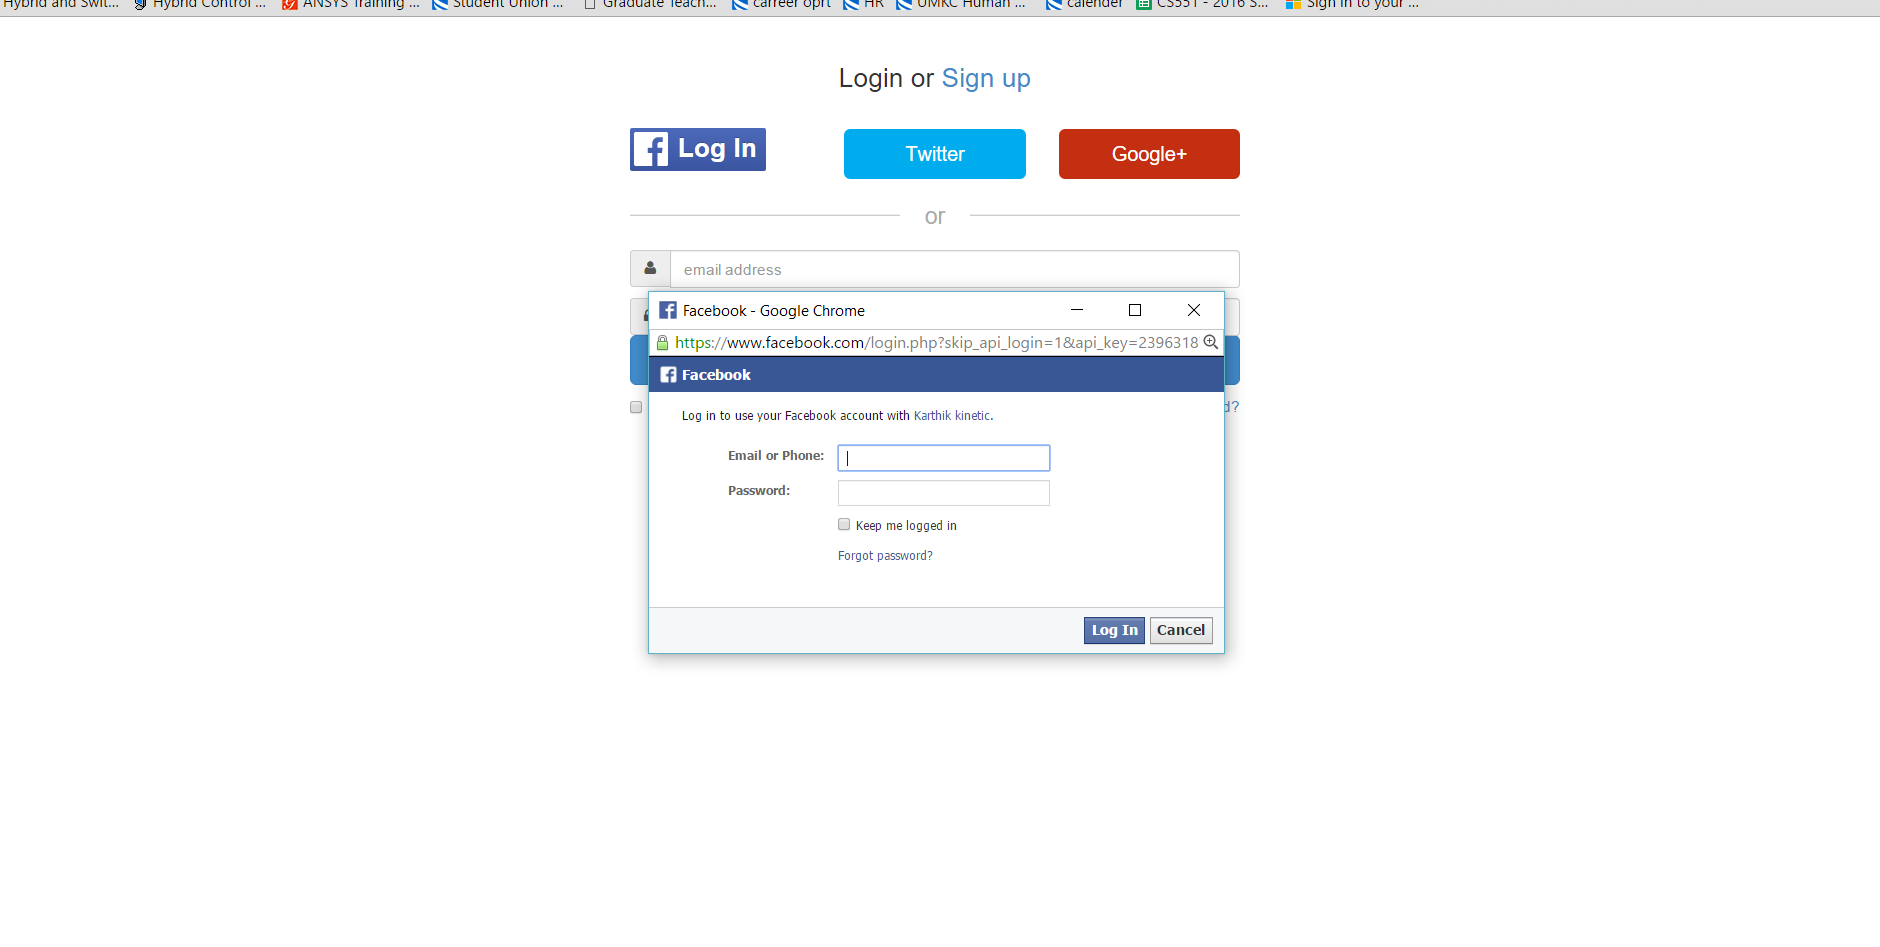 Hybrid and Swit... Hybrid Control ... ANSYS Training ... Student Union ... Graduate Teach... carreer oprt HR UMKC Human ... calender CS551 - 2016 S... Sign in to your ...
Login or Sign up
Log In Twitter Google+
or
email address
Facebook - Google Chrome
https://www.facebook.com/login.php?skip_api_login=1&api_key=2396318
Facebook
d?
Log in to use your Facebook account with Karthik kinetic.
Email or Phone:
Password:
Keep me logged in
Forgot password?
Log In Cancel